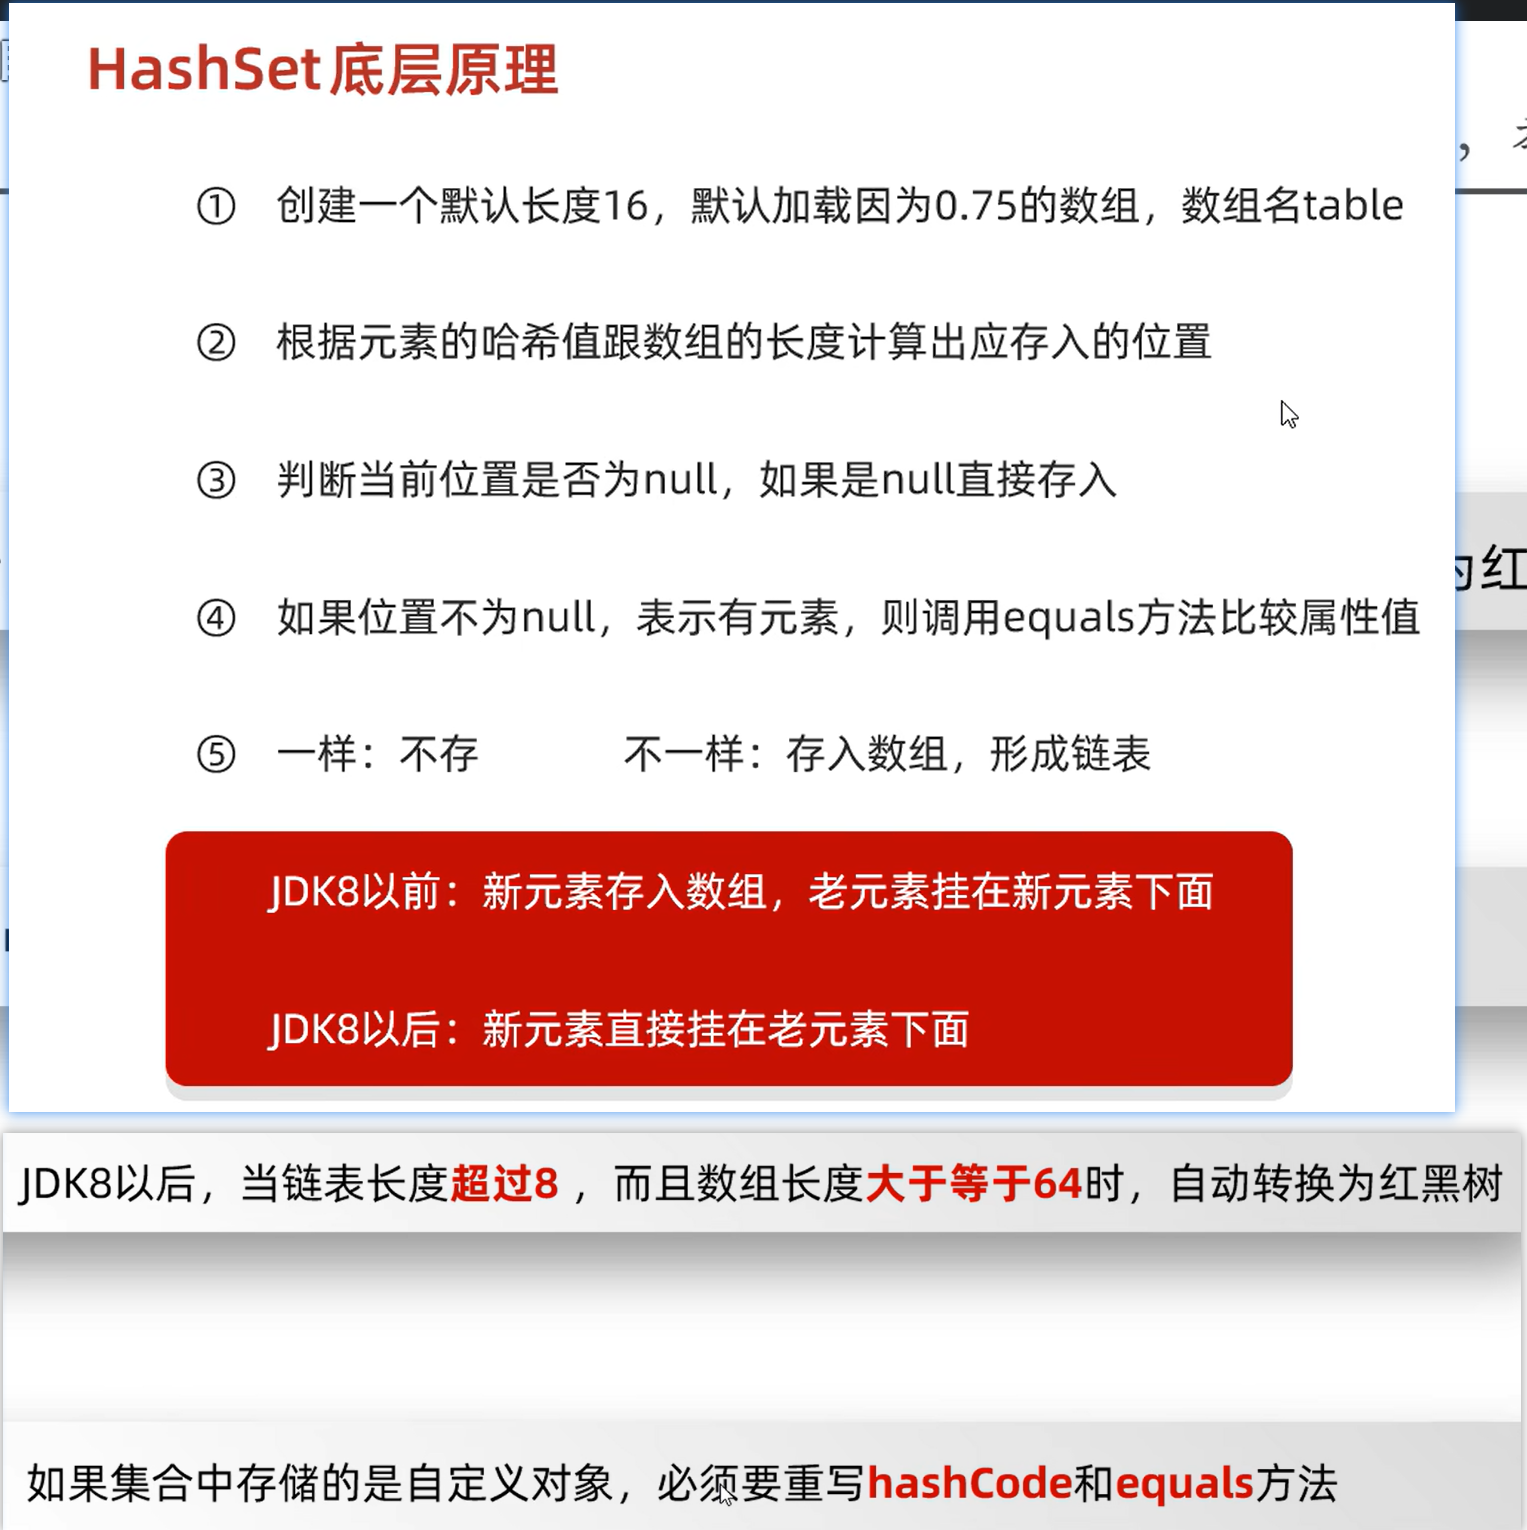 HashSet底层原理
① 创建一个默认长度16，默认加载因为0.75的数组，数组名table
② 根据元素的哈希值跟数组的长度计算出应存入的位置
③ 判断当前位置是否为null，如果是null直接存入
④ 如果位置不为null，表示有元素，则调用equals方法比较属性值
⑤ 一样：不存 不一样：存入数组，形成链表
JDK8以前：新元素存入数组，老元素挂在新元素下面
JDK8以后：新元素直接挂在老元素下面
JDK8以后，当链表长度超过8，而且数组长度大于等于64时，自动转换为红黑树
如果集合中存储的是自定义对象，必须要重写hashCode和equals方法